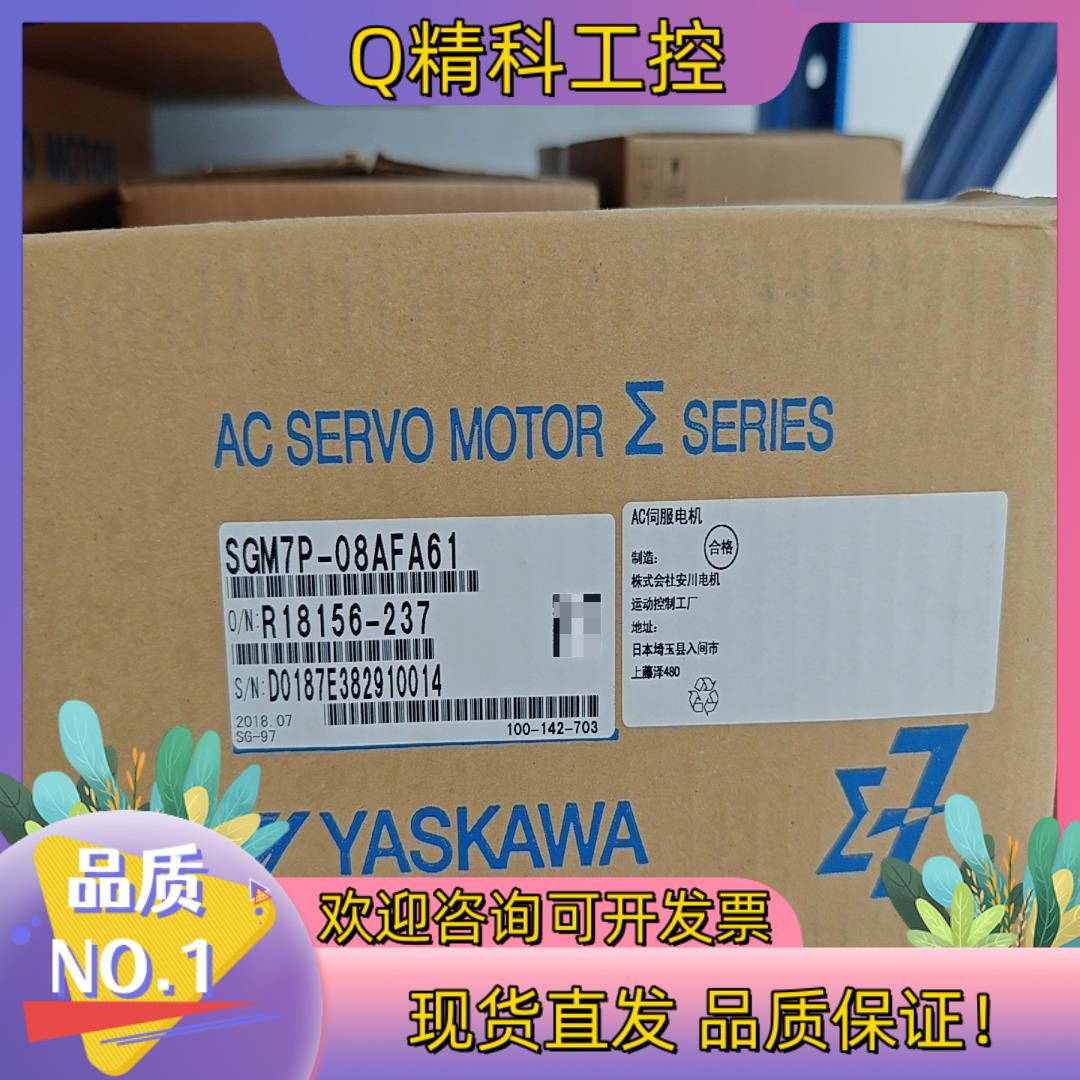 Q精科工控
O MOTOR
AC SERVO MOTOR Σ SERIES
SGM7P-08AFA61
O/N:R18156-237
S/N:D0187E382910014
2018.07
SG-97
100-142-703
AC伺服电机
合格
制造:
株式会社安川电机
运动控制工厂
地址:
日本埼玉县入间市
上藤泽480
YASKAWA
Σ7
品质
NO.1
欢迎咨询可开发票
现货直发 品质保证!